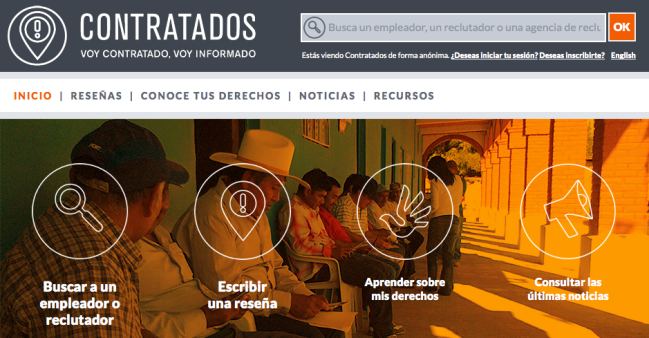 CONTRATADOS
VOY CONTRATADO, VOY INFORMADO
Busca un empleador, un reclutador o una agencia de reclu
OK
Estás viendo Contratados de forma anónima. ¿Deseas iniciar tu sesión? Deseas inscribirte? English
INICIO | RESEÑAS | CONOCE TUS DERECHOS | NOTICIAS | RECURSOS
Buscar a un
empleador o
reclutador
Escribir
una reseña
Aprender sobre
mis derechos
Consultar las
últimas noticias